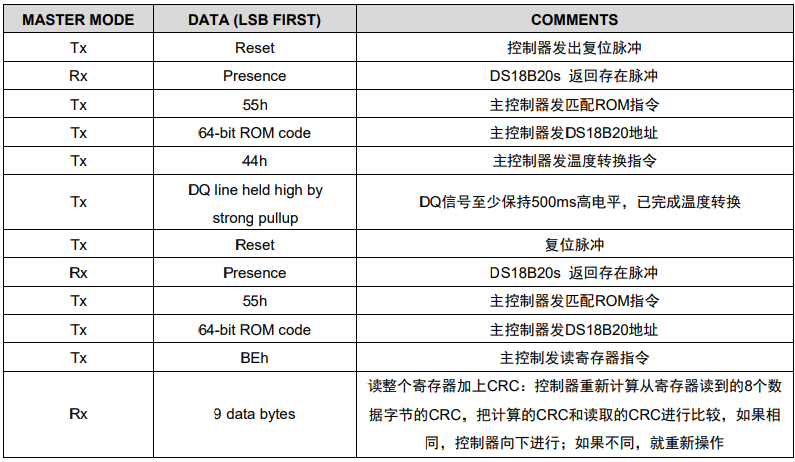 MASTER MODE DATA (LSB FIRST) COMMENTS
Tx Reset 控制器发出复位脉冲
Rx Presence DS18B20s 返回存在脉冲
Tx 55h 主控制器发匹配ROM指令
Tx 64-bit ROM code 主控制器发DS18B20地址
Tx 44h 主控制器发温度转换指令
Tx DQ line held high by
strong pullup DQ信号至少保持500ms高电平，已完成温度转换
Tx Reset 复位脉冲
Rx Presence DS18B20s 返回存在脉冲
Tx 55h 主控制器发匹配ROM指令
Tx 64-bit ROM code 主控制器发DS18B20地址
Tx BEh 主控制发读寄存器指令
Rx 9 data bytes 读整个寄存器加上CRC：控制器重新计算从寄存器读到的8个数
据字节的CRC，把计算的CRC和读取的CRC进行比较，如果相
同，控制器向下进行；如果不同，就重新操作